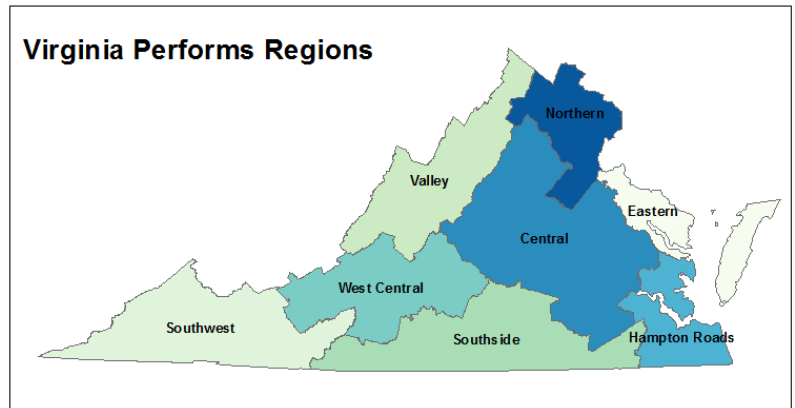 Virginia Performs Regions
Northern
Valley
Eastern
Central
West Central
Southwest
Southside
Hampton Roads